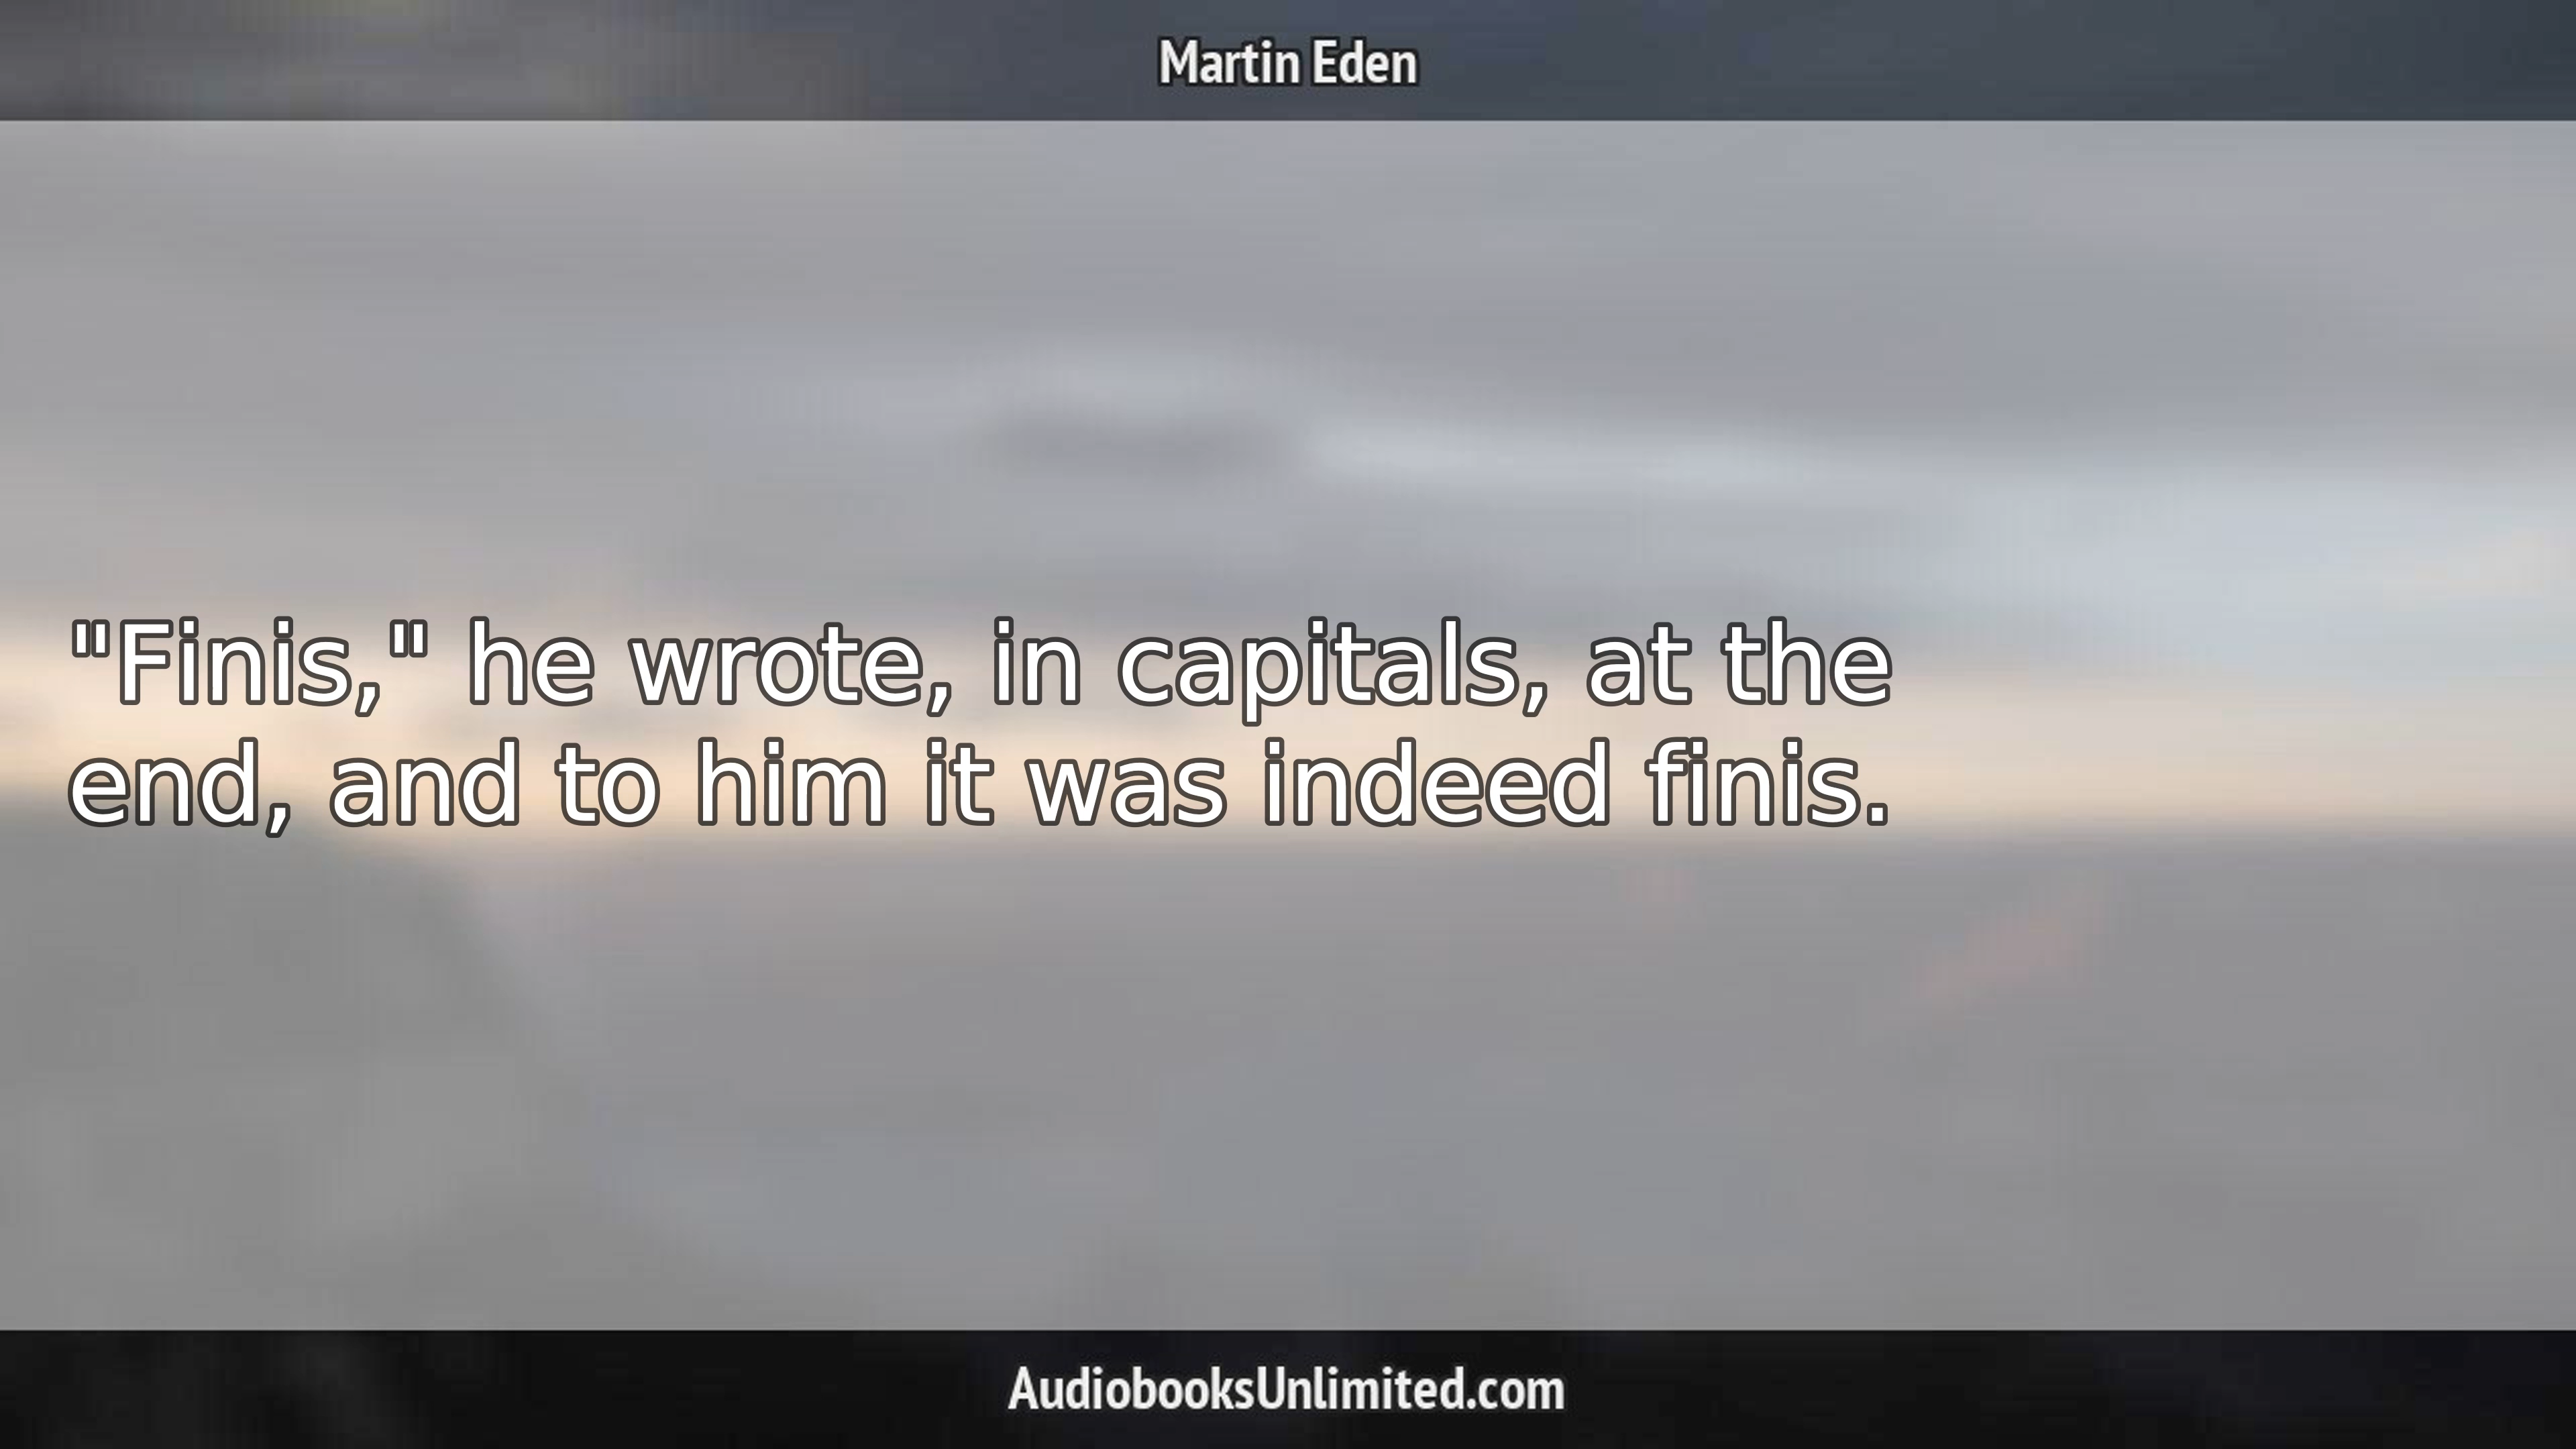 Martin Eden
"Finis," he wrote, in capitals, at the
end, and to him it was indeed finis.
AudiobooksUnlimited.com